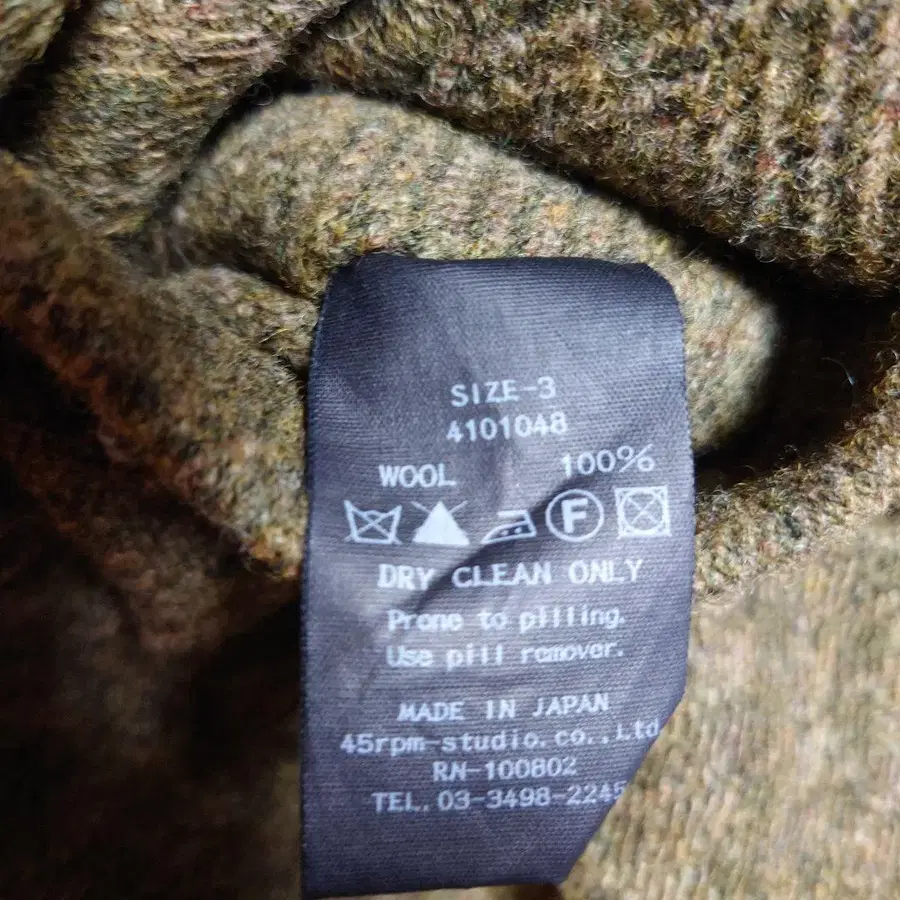 SIZE-3
4101048
WOOL 100%
F
DRY CLEAN ONLY
Prone to pilling.
Use pill remover.
MADE IN JAPAN
45rpm-studio.co.,Ltd
RN-100802
TEL.03-3498-2245